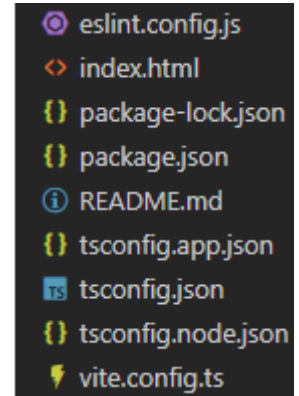 eslint.config.js
index.html
package-lock.json
package.json
README.md
tsconfig.app.json
TS tsconfig.json
tsconfig.node.json
vite.config.ts